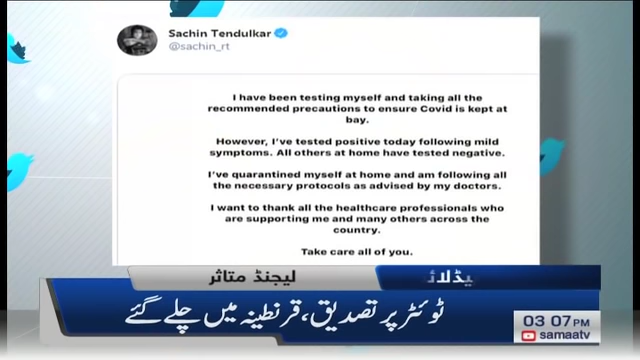 Sachin Tendulkar
@sachin_rt
I have been testing myself and taking all the
recommended precautions to ensure Covid is kept at
bay.
However, I've tested positive today following mild
symptoms. All others at home have tested negative.
I've quarantined myself at home and am following all
the necessary protocols as advised by my doctors.
I want to thank all the healthcare professionals who
are supporting me and many others across the
country.
Take care all of you.
لیجنڈ متاثر
ٹوئٹر پر تصدیق، قرنطینہ میں چلے گئے
03 07 PM
samaatv